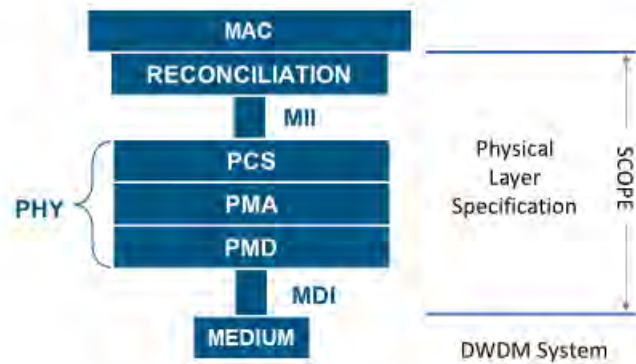 MAC
RECONCILIATION
MII
PCS
PHY
PMA
PMD
MDI
MEDIUM
Physical
Layer
Specification
SCOPE
DWDM System